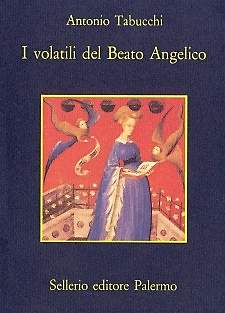 Antonio Tabucchi
I volatili del Beato Angelico
Sellerio editore Palermo